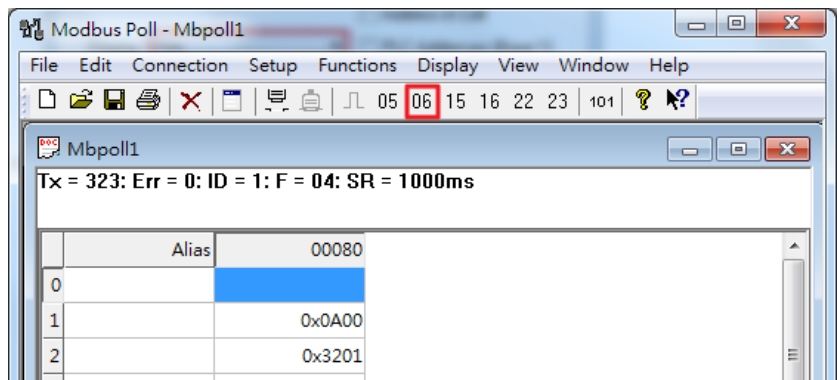 Modbus Poll - Mbpoll1
File Edit Connection Setup Functions Display View Window Help
05 06 15 16 22 23 101
Mbpoll1
Tx = 323: Err = 0: ID = 1: F = 04: SR = 1000ms
Alias 00080
0
1 0x0A00
2 0x3201